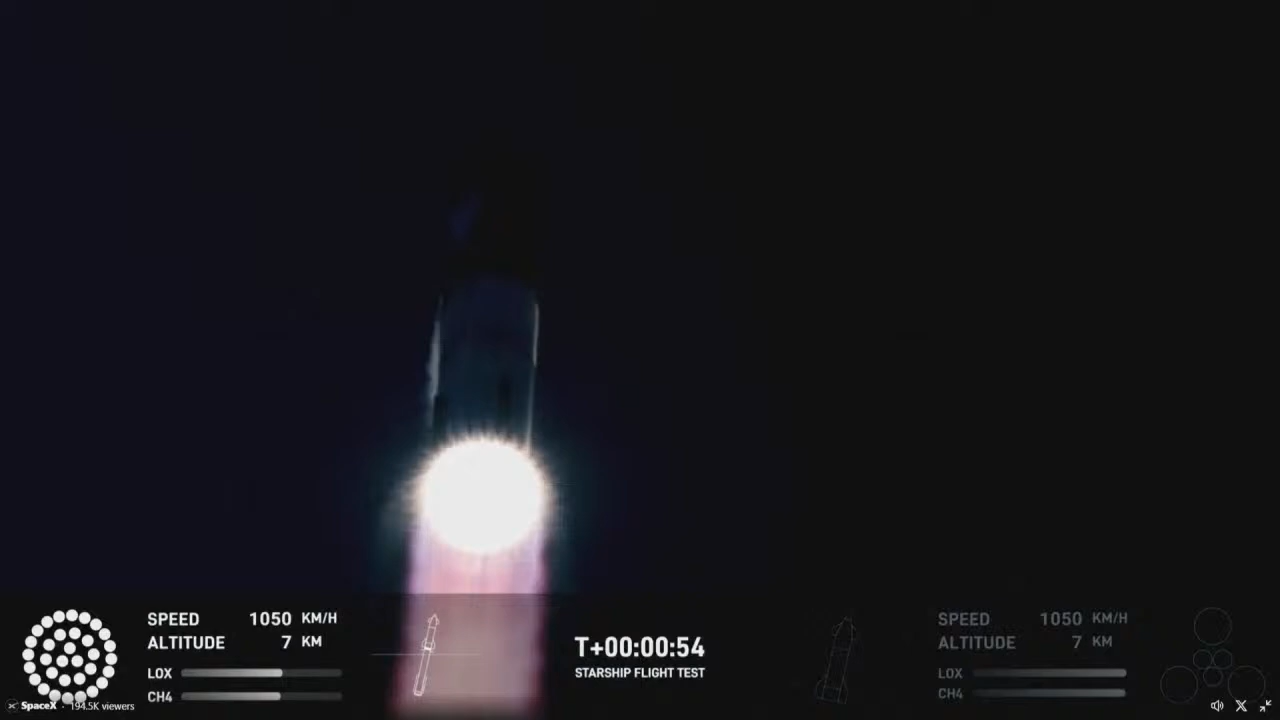 SPEED 1050 KM/H
ALTITUDE 7 KM
LOX
CH4
T+00:00:54
STARSHIP FLIGHT TEST
SPEED 1050 KM/H
ALTITUDE 7 KM
LOX
CH4
X SpaceX · 194.5K viewers